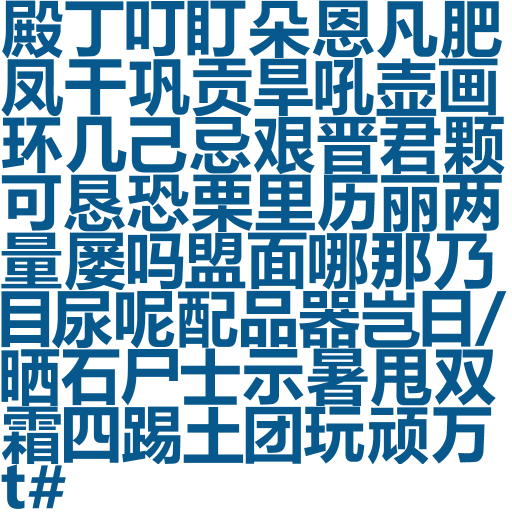 殿丁叮盯朵恩凡肥
凤干巩贡旱吼壶画
环几己忌艰晋君颗
可恳恐栗里历丽两
量屡吗盟面哪那乃
目尿呢配品器岂日/
晒石尸士示暑甩双
霜四踢土团玩顽万
t#